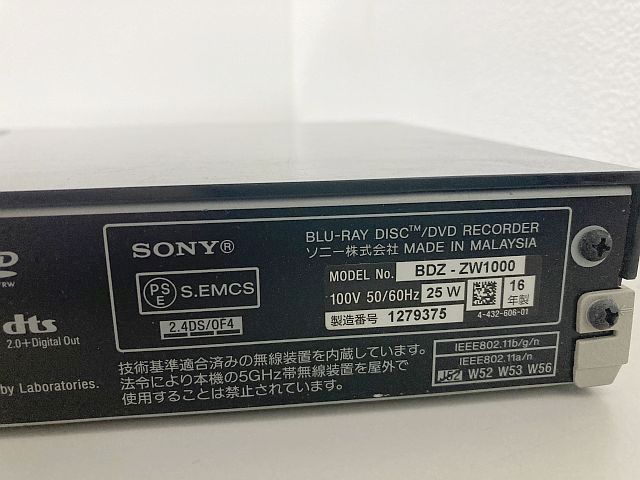 SONY®
BLU-RAY DISC™/DVD RECORDER
ソニー株式会社 MADE IN MALAYSIA
MODEL No. BDZ - ZW1000
100V 50/60Hz 25 W
16年製
製造番号 1279375
4-432-606-01
PSE S.EMCS
2.4DS/OF4
RW
dts
2.0+Digital Out
by Laboratories.
技術基準適合済みの無線装置を内蔵しています。
法令により本機の5GHz帯無線装置を屋外で
使用することは禁止されています。
IEEE802.11b/g/n
IEEE802.11a/n
J52 W52 W53 W56